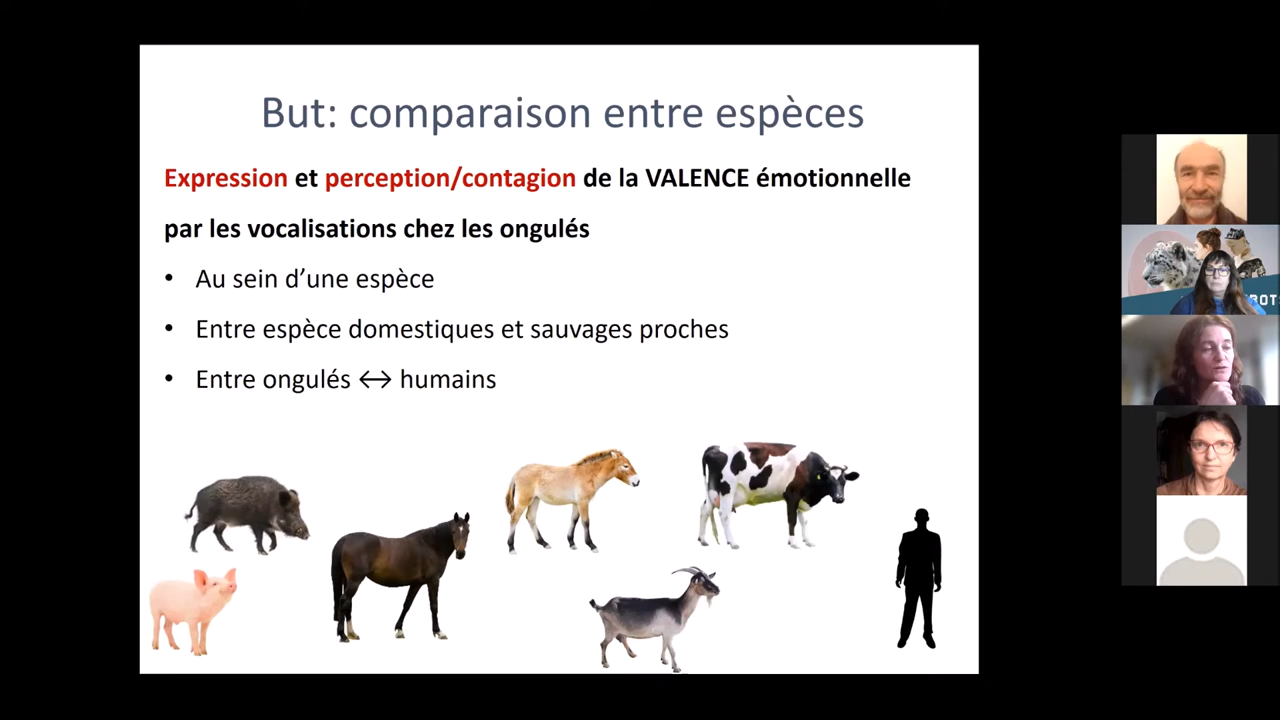 But: comparaison entre espèces
Expression et perception/contagion de la VALENCE émotionnelle
par les vocalisations chez les ongulés
• Au sein d’une espèce
• Entre espèce domestiques et sauvages proches
• Entre ongulés ↔ humains